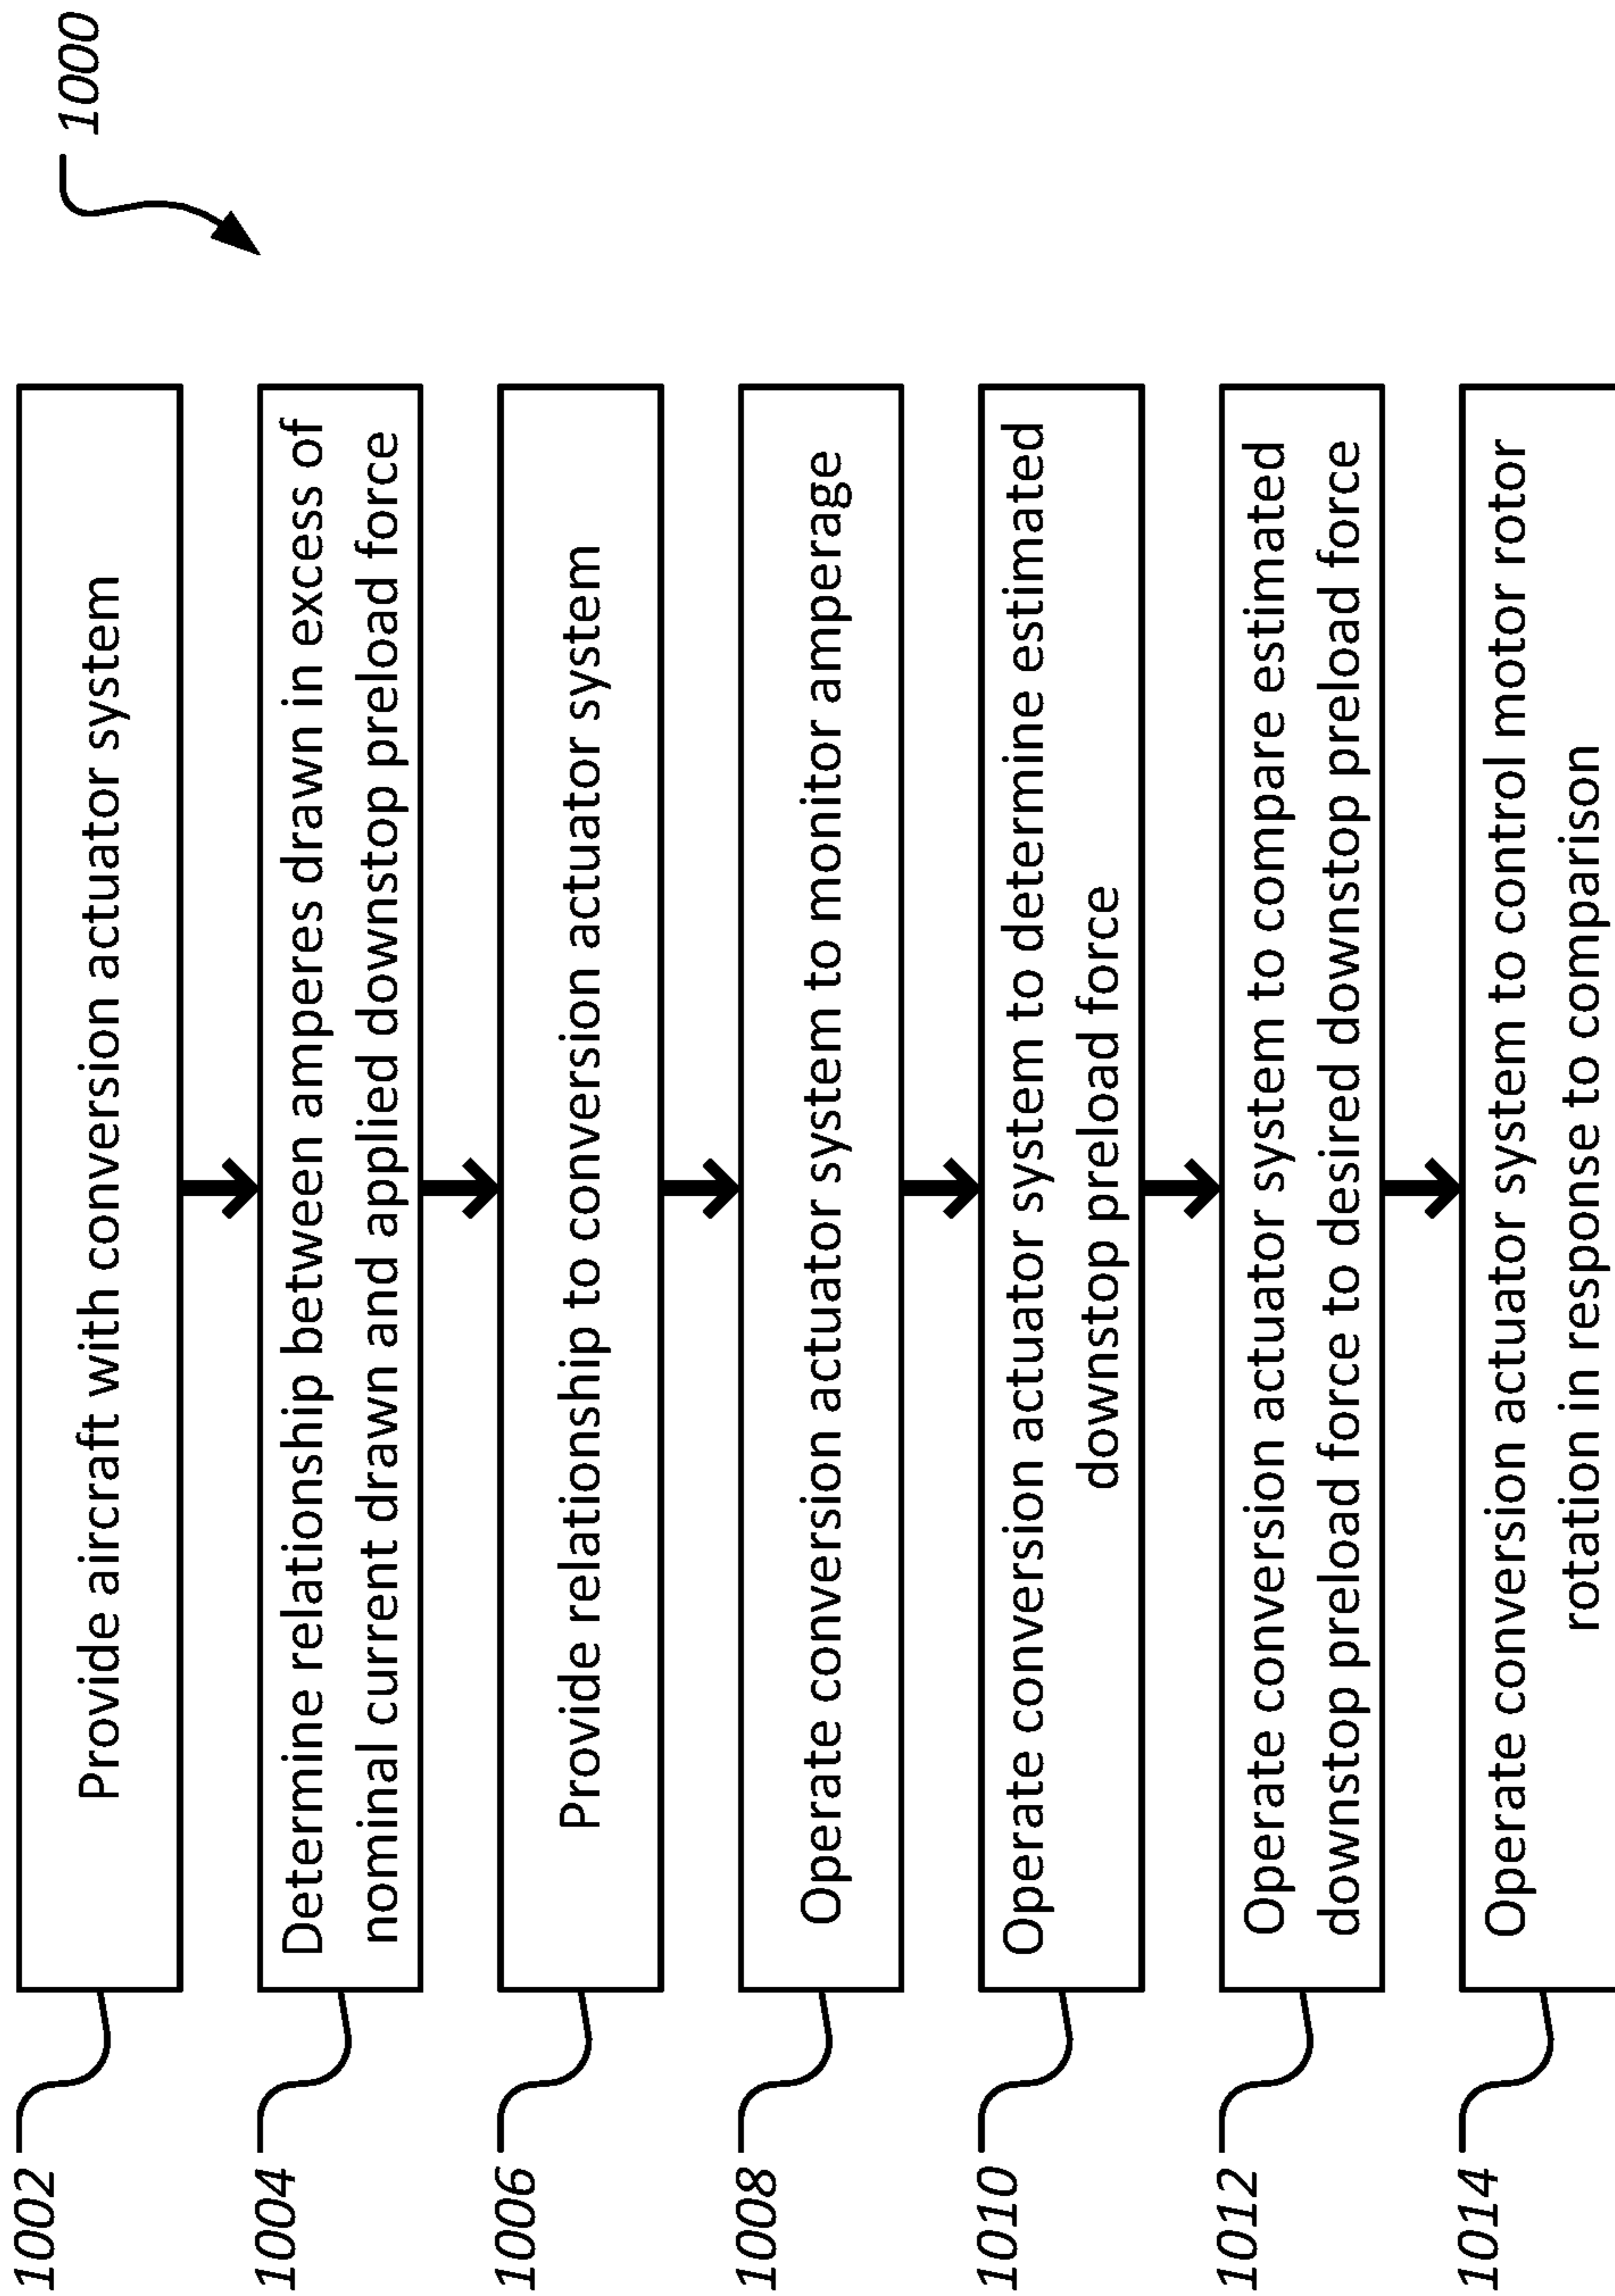 1000
1002
Provide aircraft with conversion actuator system
1004
Determine relationship between amperes drawn in excess of
nominal current drawn and applied downstop preload force
1006
Provide relationship to conversion actuator system
1008
Operate conversion actuator system to monitor amperage
1010
Operate conversion actuator system to determine estimated
downstop preload force
1012
Operate conversion actuator system to compare estimated
downstop preload force to desired downstop preload force
1014
Operate conversion actuator system to control motor rotor
rotation in response to comparison